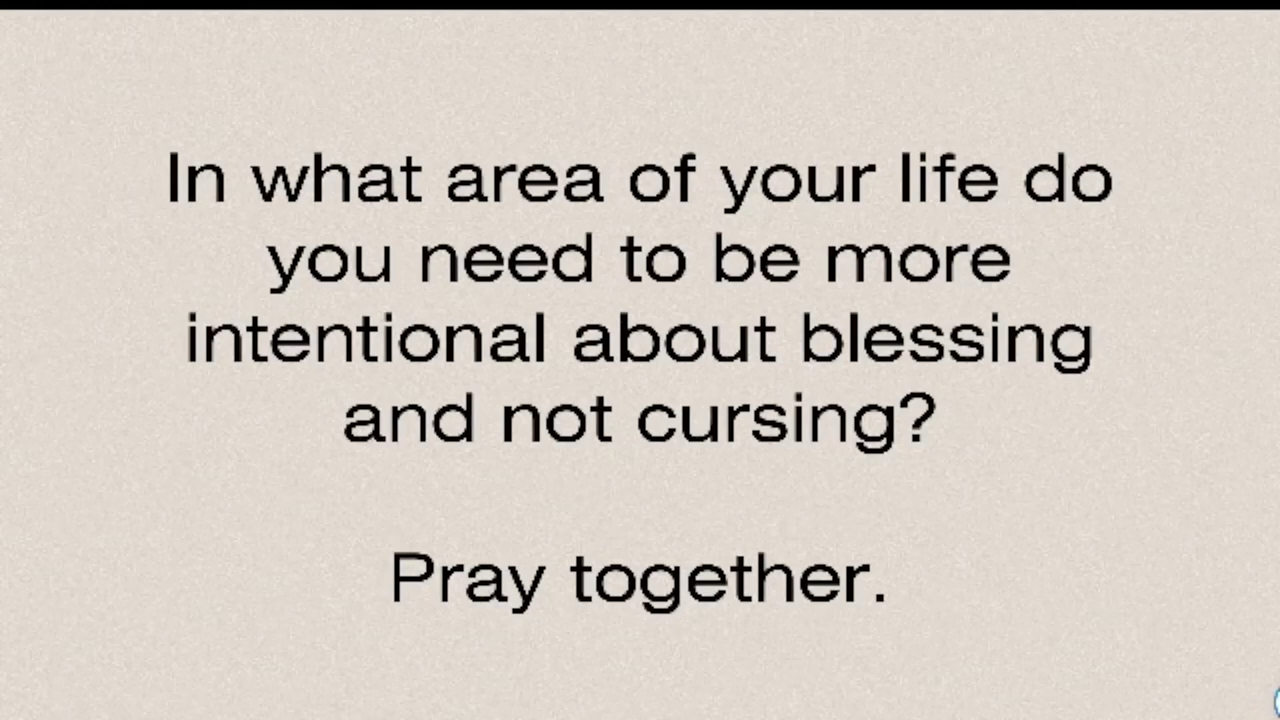 In what area of your life do
you need to be more
intentional about blessing
and not cursing?
Pray together.